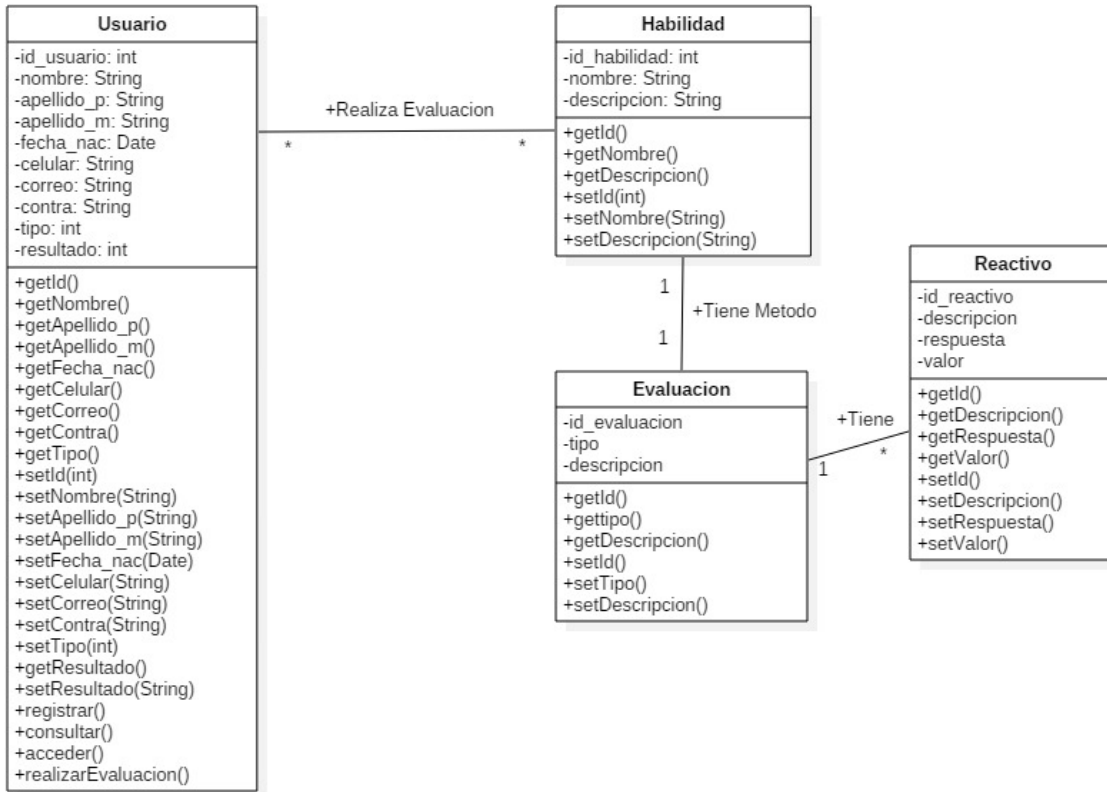 Usuario
-id_usuario: int
-nombre: String
-apellido_p: String
-apellido_m: String
-fecha_nac: Date
-celular: String
-correo: String
-contra: String
-tipo: int
-resultado: int
+getId()
+getNombre()
+getApellido_p()
+getApellido_m()
+getFecha_nac()
+getCelular()
+getCorreo()
+getContra()
+getTipo()
+setId(int)
+setNombre(String)
+setApellido_p(String)
+setApellido_m(String)
+setFecha_nac(Date)
+setCelular(String)
+setCorreo(String)
+setContra(String)
+setTipo(int)
+getResultado()
+setResultado(String)
+registrar()
+consultar()
+acceder()
+realizarEvaluacion()
+Realiza Evaluacion
* *
Habilidad
-id_habilidad: int
-nombre: String
-descripcion: String
+getId()
+getNombre()
+getDescripcion()
+setId(int)
+setNombre(String)
+setDescripcion(String)
1
+Tiene Metodo
1
Evaluacion
-id_evaluacion
-tipo
-descripcion
+getId()
+gettipo()
+getDescripcion()
+setId()
+setTipo()
+setDescripcion()
+Tiene
1 *
Reactivo
-id_reactivo
-descripcion
-respuesta
-valor
+getId()
+getDescripcion()
+getRespuesta()
+getValor()
+setId()
+setDescripcion()
+setRespuesta()
+setValor()